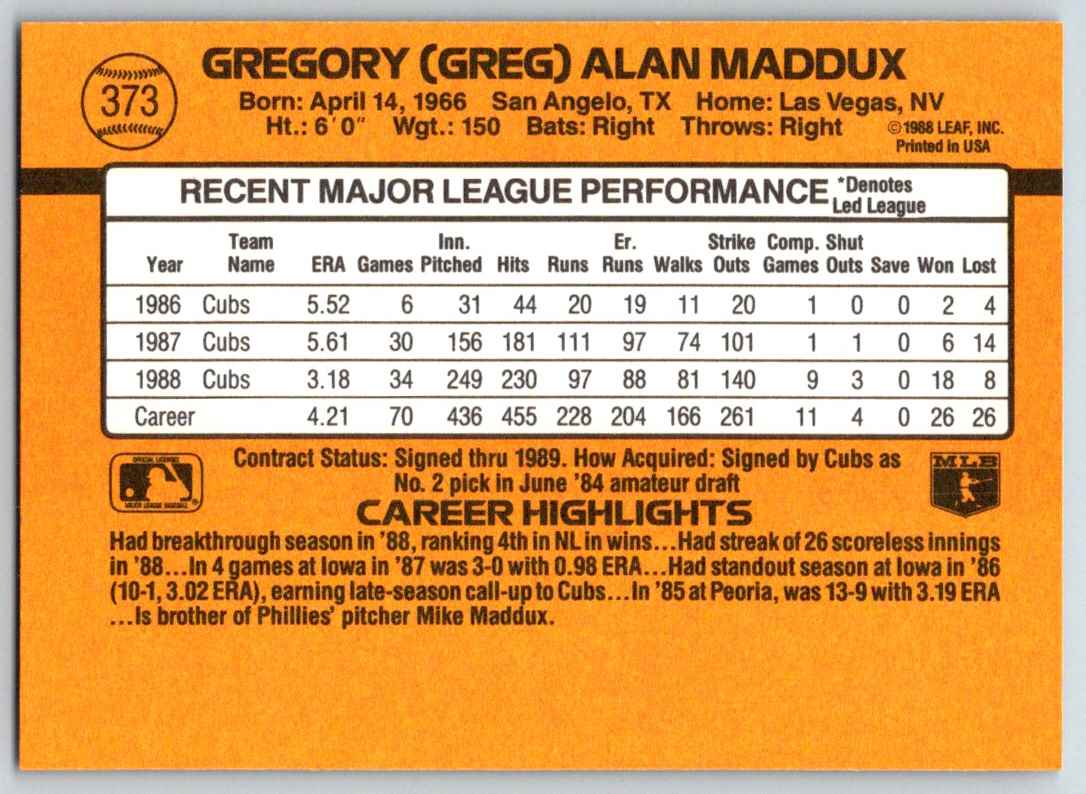 373
GREGORY (GREG) ALAN MADDUX
Born: April 14, 1966 San Angelo, TX Home: Las Vegas, NV
Ht.: 6'0" Wgt.: 150 Bats: Right Throws: Right ©1988 LEAF, INC.
Printed in USA
RECENT MAJOR LEAGUE PERFORMANCE *Denotes
Led League
Team Inn. Er. Strike Comp. Shut
Year Name ERA Games Pitched Hits Runs Runs Walks Outs Games Outs Save Won Lost
1986 Cubs 5.52 6 31 44 20 19 11 20 1 0 0 2 4
1987 Cubs 5.61 30 156 181 111 97 74 101 1 1 0 6 14
1988 Cubs 3.18 34 249 230 97 88 81 140 9 3 0 18 8
Career 4.21 70 436 455 228 204 166 261 11 4 0 26 26
OFFICIAL LICENSEE
MAJOR LEAGUE BASEBALL
®
Contract Status: Signed thru 1989. How Acquired: Signed by Cubs as
No. 2 pick in June '84 amateur draft
MLB
CAREER HIGHLIGHTS
Had breakthrough season in '88, ranking 4th in NL in wins...Had streak of 26 scoreless innings
in '88...In 4 games at Iowa in '87 was 3-0 with 0.98 ERA...Had standout season at Iowa in '86
(10-1, 3.02 ERA), earning late-season call-up to Cubs...In '85 at Peoria, was 13-9 with 3.19 ERA
...Is brother of Phillies' pitcher Mike Maddux.